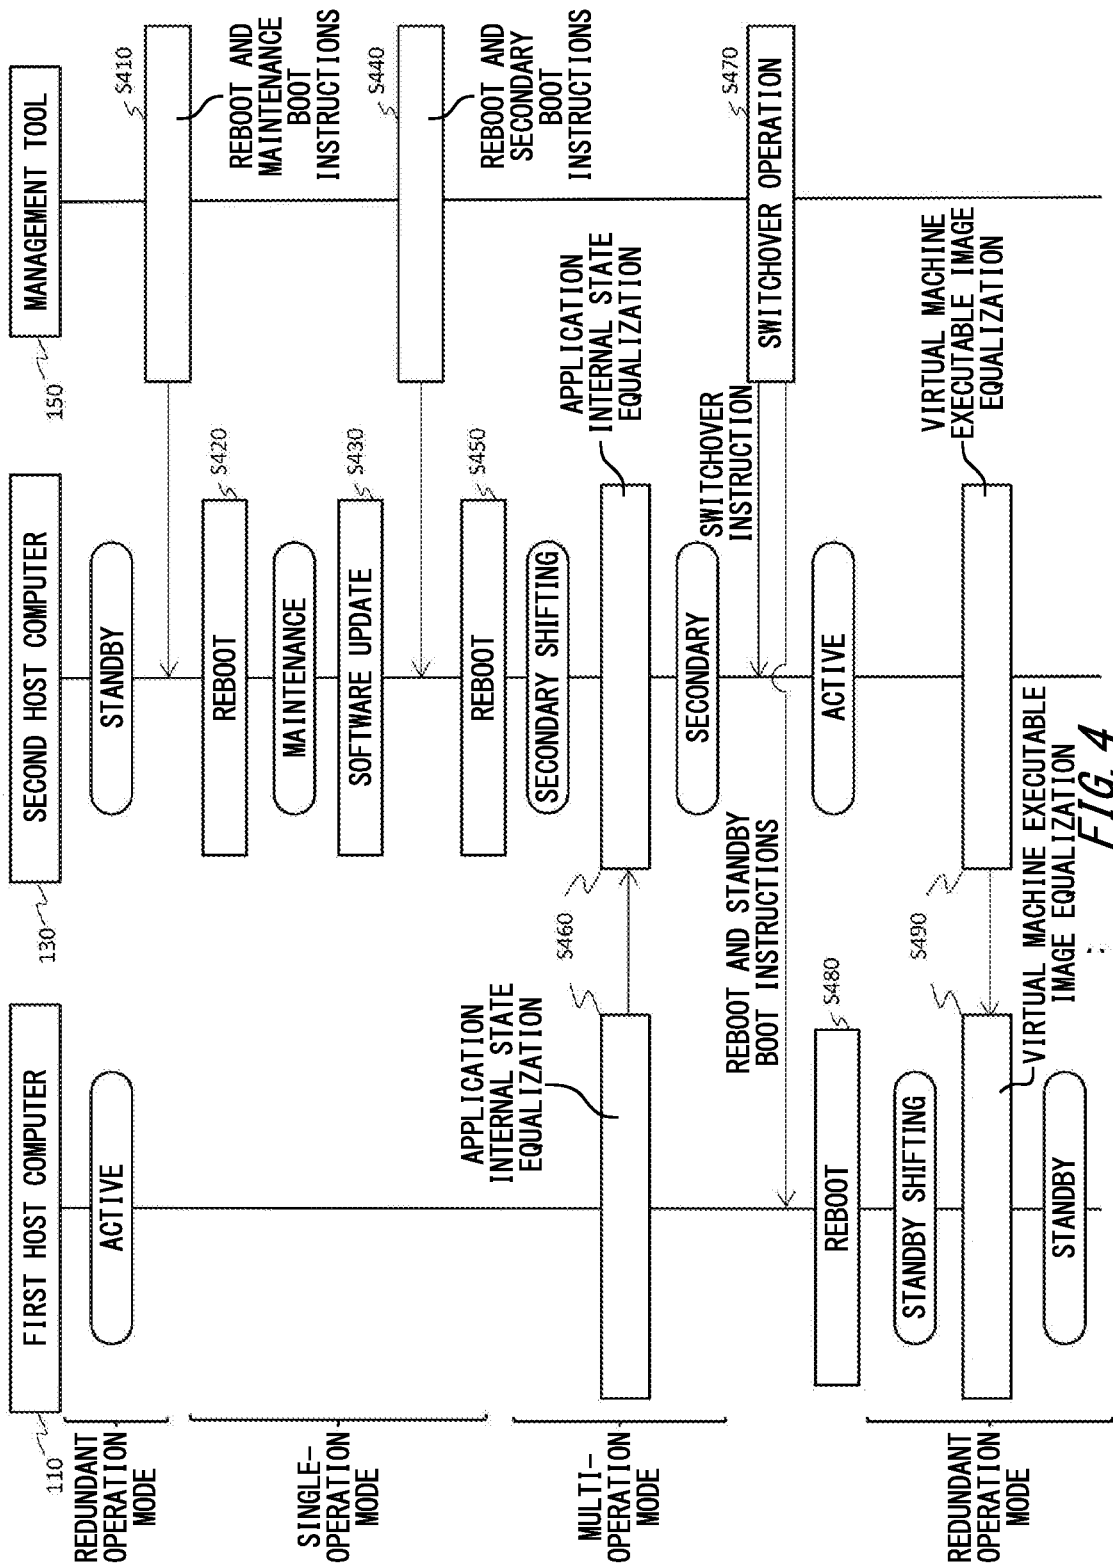 110
FIRST HOST COMPUTER
130
SECOND HOST COMPUTER
150
MANAGEMENT TOOL
REDUNDANT
OPERATION
MODE
ACTIVE
STANDBY
S410
REBOOT AND
MAINTENANCE
BOOT
INSTRUCTIONS
SINGLE-
OPERATION
MODE
REBOOT
S420
MAINTENANCE
SOFTWARE UPDATE
S430
S440
REBOOT AND
SECONDARY
BOOT
INSTRUCTIONS
REBOOT
S450
MULTI-
OPERATION
MODE
SECONDARY SHIFTING
APPLICATION
INTERNAL STATE
EQUALIZATION
S460
APPLICATION
INTERNAL STATE
EQUALIZATION
SECONDARY
SWITCHOVER
INSTRUCTION
SWITCHOVER OPERATION
S470
REBOOT AND STANDBY
BOOT INSTRUCTIONS
REBOOT
S480
ACTIVE
REDUNDANT
OPERATION
MODE
STANDBY SHIFTING
S490
VIRTUAL MACHINE
EXECUTABLE IMAGE
EQUALIZATION
VIRTUAL MACHINE EXECUTABLE
IMAGE EQUALIZATION
STANDBY
FIG. 4